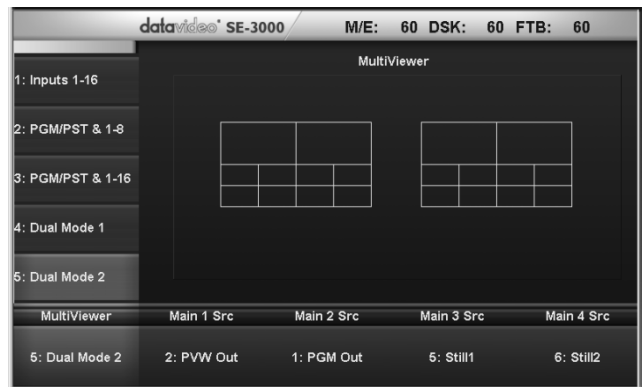 datavideo SE-3000 M/E: 60 DSK: 60 FTB: 60
MultiViewer
1: Inputs 1-16
2: PGM/PST & 1-8
3: PGM/PST & 1-16
4: Dual Mode 1
5: Dual Mode 2
MultiViewer Main 1 Src Main 2 Src Main 3 Src Main 4 Src
5: Dual Mode 2 2: PVW Out 1: PGM Out 5: Still1 6: Still2